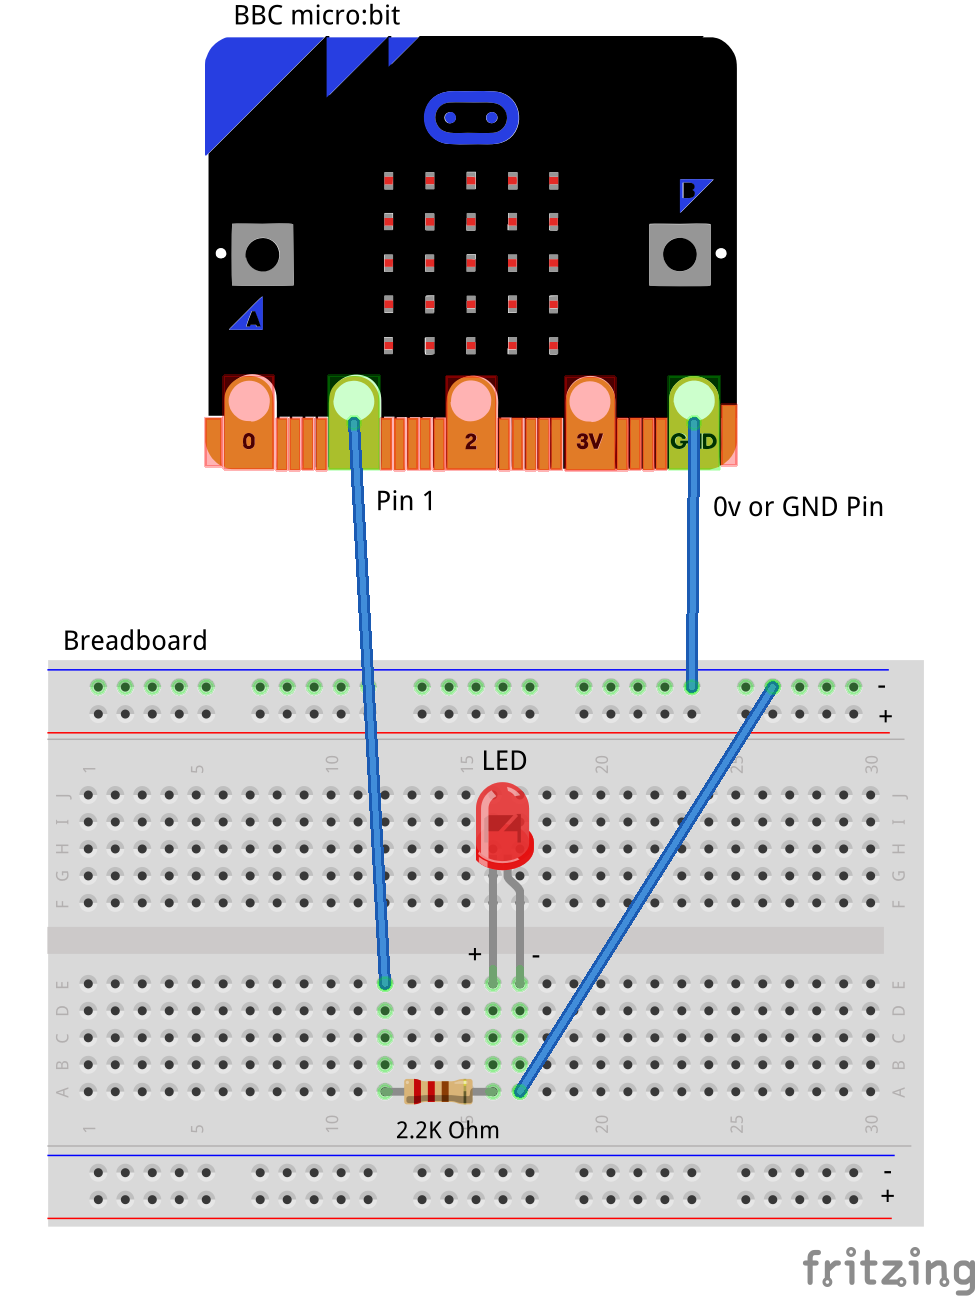 BBC micro:bit
B
A
0
2
3V
GND
Pin 1
0v or GND Pin
Breadboard
-
+
LED
1 5 10 15 20 25 30
J J
I I
H H
G G
F F
+ -
E E
D D
C C
B B
A A
2.2K Ohm
1 5 10 15 20 25 30
-
+
fritzing